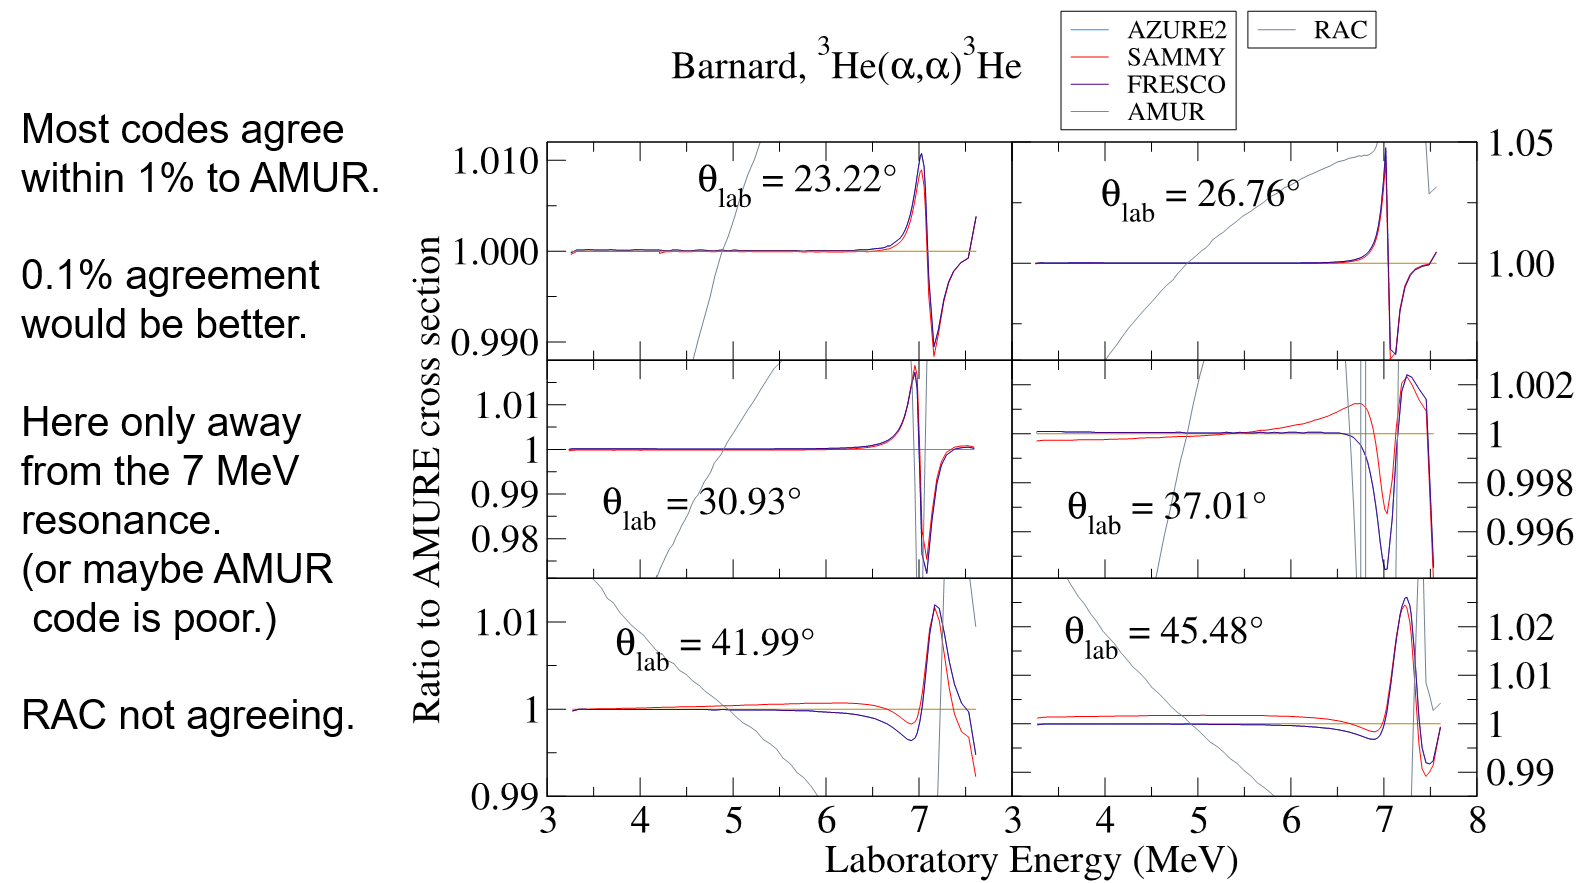 Most codes agree
within 1% to AMUR.
0.1% agreement
would be better.
Here only away
from the 7 MeV
resonance.
(or maybe AMUR
code is poor.)
RAC not agreeing.
Barnard, ³He(α,α)³He
AZURE2
SAMMY
FRESCO
AMUR
RAC
Ratio to AMURE cross section
1.010
1.000
0.990
θlab = 23.22°
1.05
1.00
θlab = 26.76°
1.01
1
0.99
0.98
θlab = 30.93°
1.002
1
0.998
0.996
θlab = 37.01°
1.01
1
0.99
θlab = 41.99°
1.02
1.01
1
0.99
θlab = 45.48°
3 4 5 6 7 3 4 5 6 7 8
Laboratory Energy (MeV)